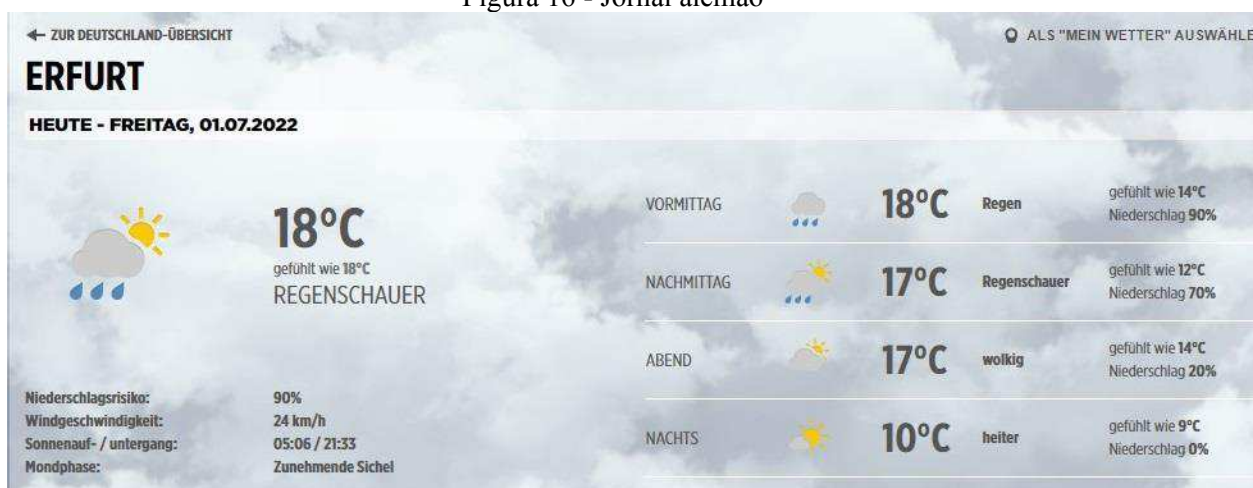 Figura 16 - Jornal alemão
← ZUR DEUTSCHLAND-ÜBERSICHT
ALS "MEIN WETTER" AUSWÄHLE
ERFURT
HEUTE - FREITAG, 01.07.2022
18°C
gefühlt wie 18°C
REGENSCHAUER
Niederschlagsrisiko: 90%
Windgeschwindigkeit: 24 km/h
Sonnenauf- / untergang: 05:06 / 21:33
Mondphase: Zunehmende Sichel
VORMITTAG 18°C Regen gefühlt wie 14°C
Niederschlag 90%
NACHMITTAG 17°C Regenschauer gefühlt wie 12°C
Niederschlag 70%
ABEND 17°C wolkig gefühlt wie 14°C
Niederschlag 20%
NACHTS 10°C heiter gefühlt wie 9°C
Niederschlag 0%